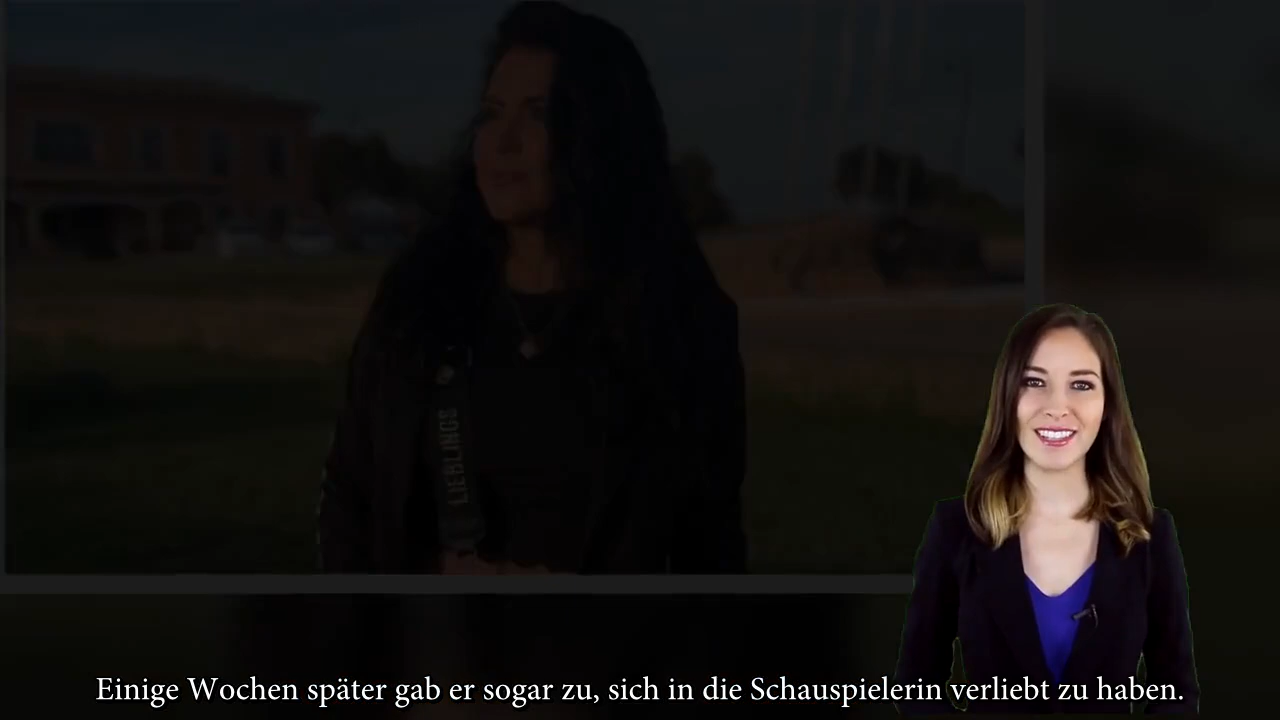 LIEBLINGS
Einige Wochen später gab er sogar zu, sich in die Schauspielerin verliebt zu haben.